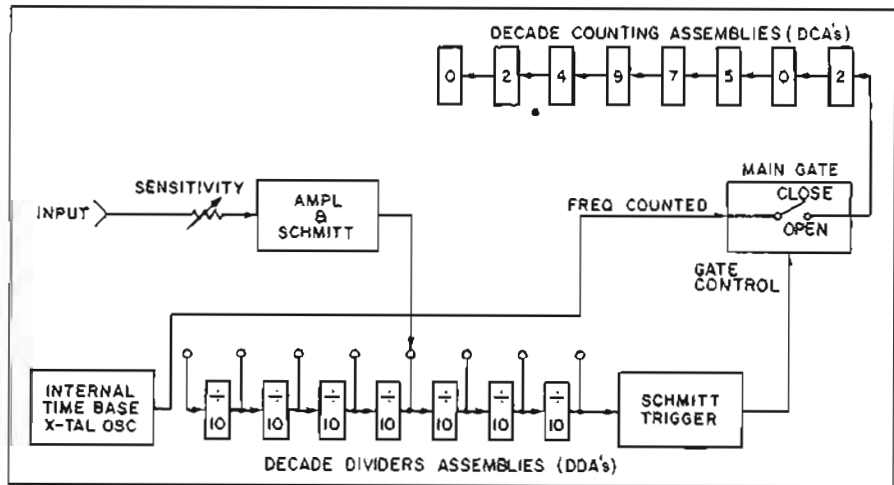 DECADE COUNTING ASSEMBLIES (DCA's)
0 2 4 9 7 5 0 2
MAIN GATE
CLOSE
OPEN
SENSITIVITY
INPUT
AMPL
&
SCHMITT
FREQ COUNTED
GATE
CONTROL
INTERNAL
TIME BASE
X-TAL OSC
÷ ÷ ÷ ÷ ÷ ÷ ÷
10 10 10 10 10 10 10
SCHMITT
TRIGGER
DECADE DIVIDERS ASSEMBLIES (DDA's)